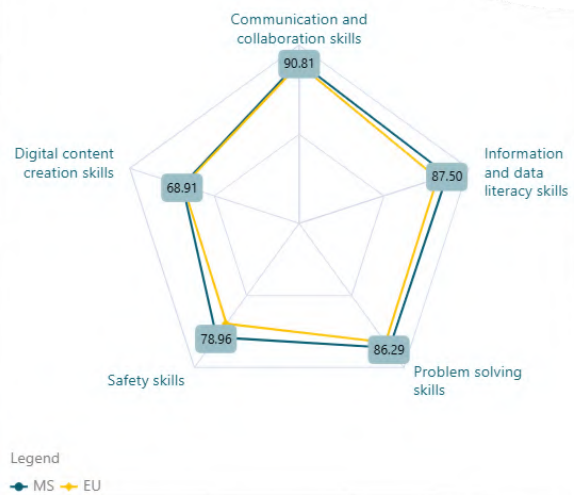 Communication and
collaboration skills
90.81
Digital content
creation skills
68.91
Information
and data
literacy skills
87.50
78.96
86.29
Safety skills
Problem solving
skills
Legend
MS EU